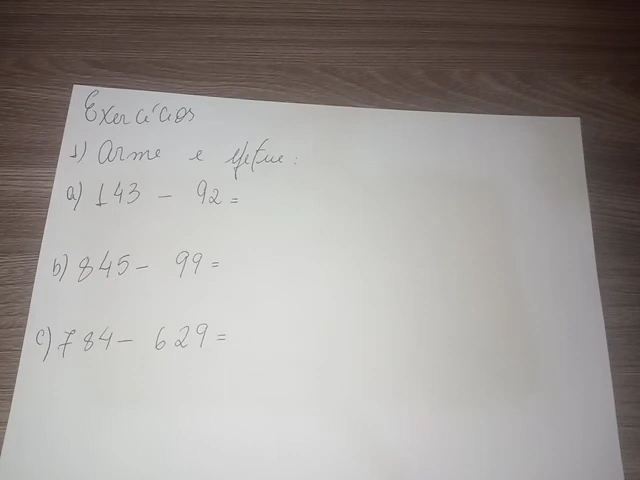 Exercícios
1) Arme e efetue:
a) 143 - 92 =
b) 845 - 99 =
c) 784 - 629 =